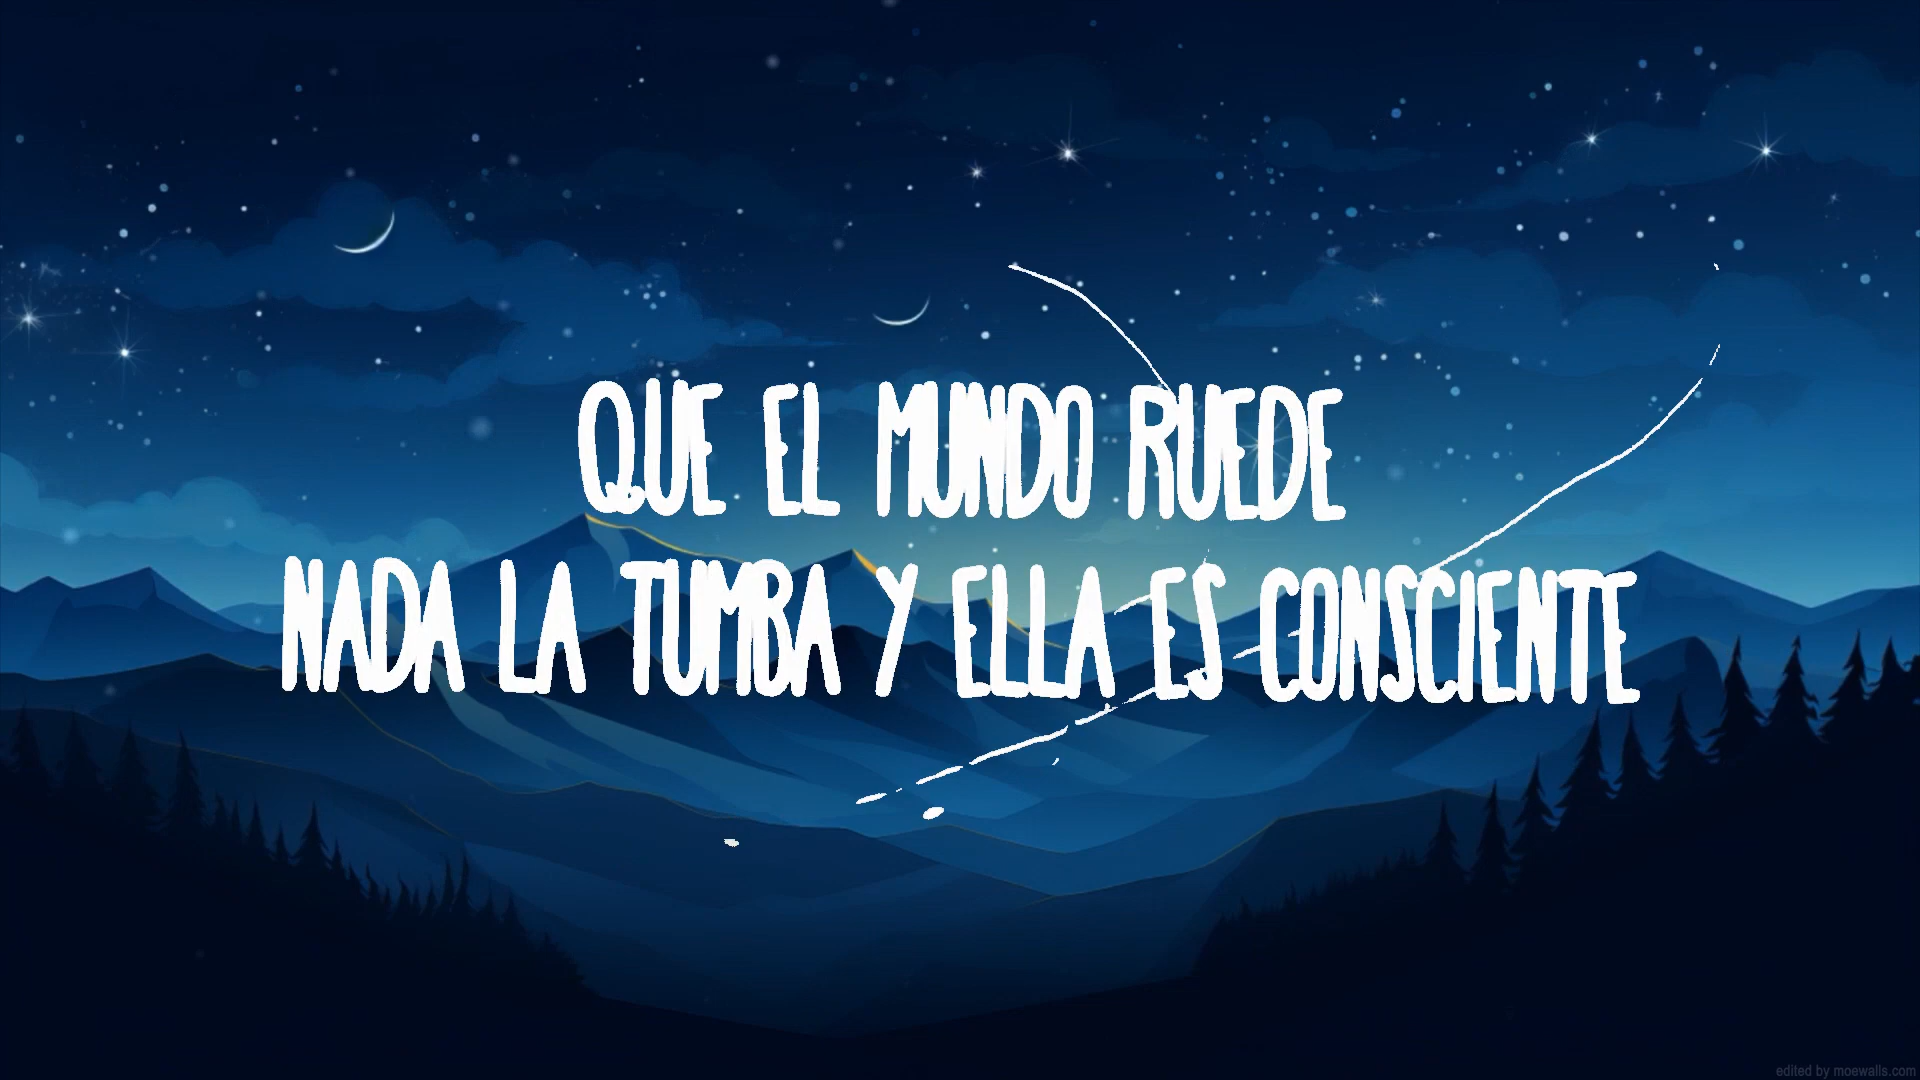 QUE EL MUNDO RUEDE
NADA LA TUMBA Y ELLA ES CONSCIENTE
edited by moewalls.com